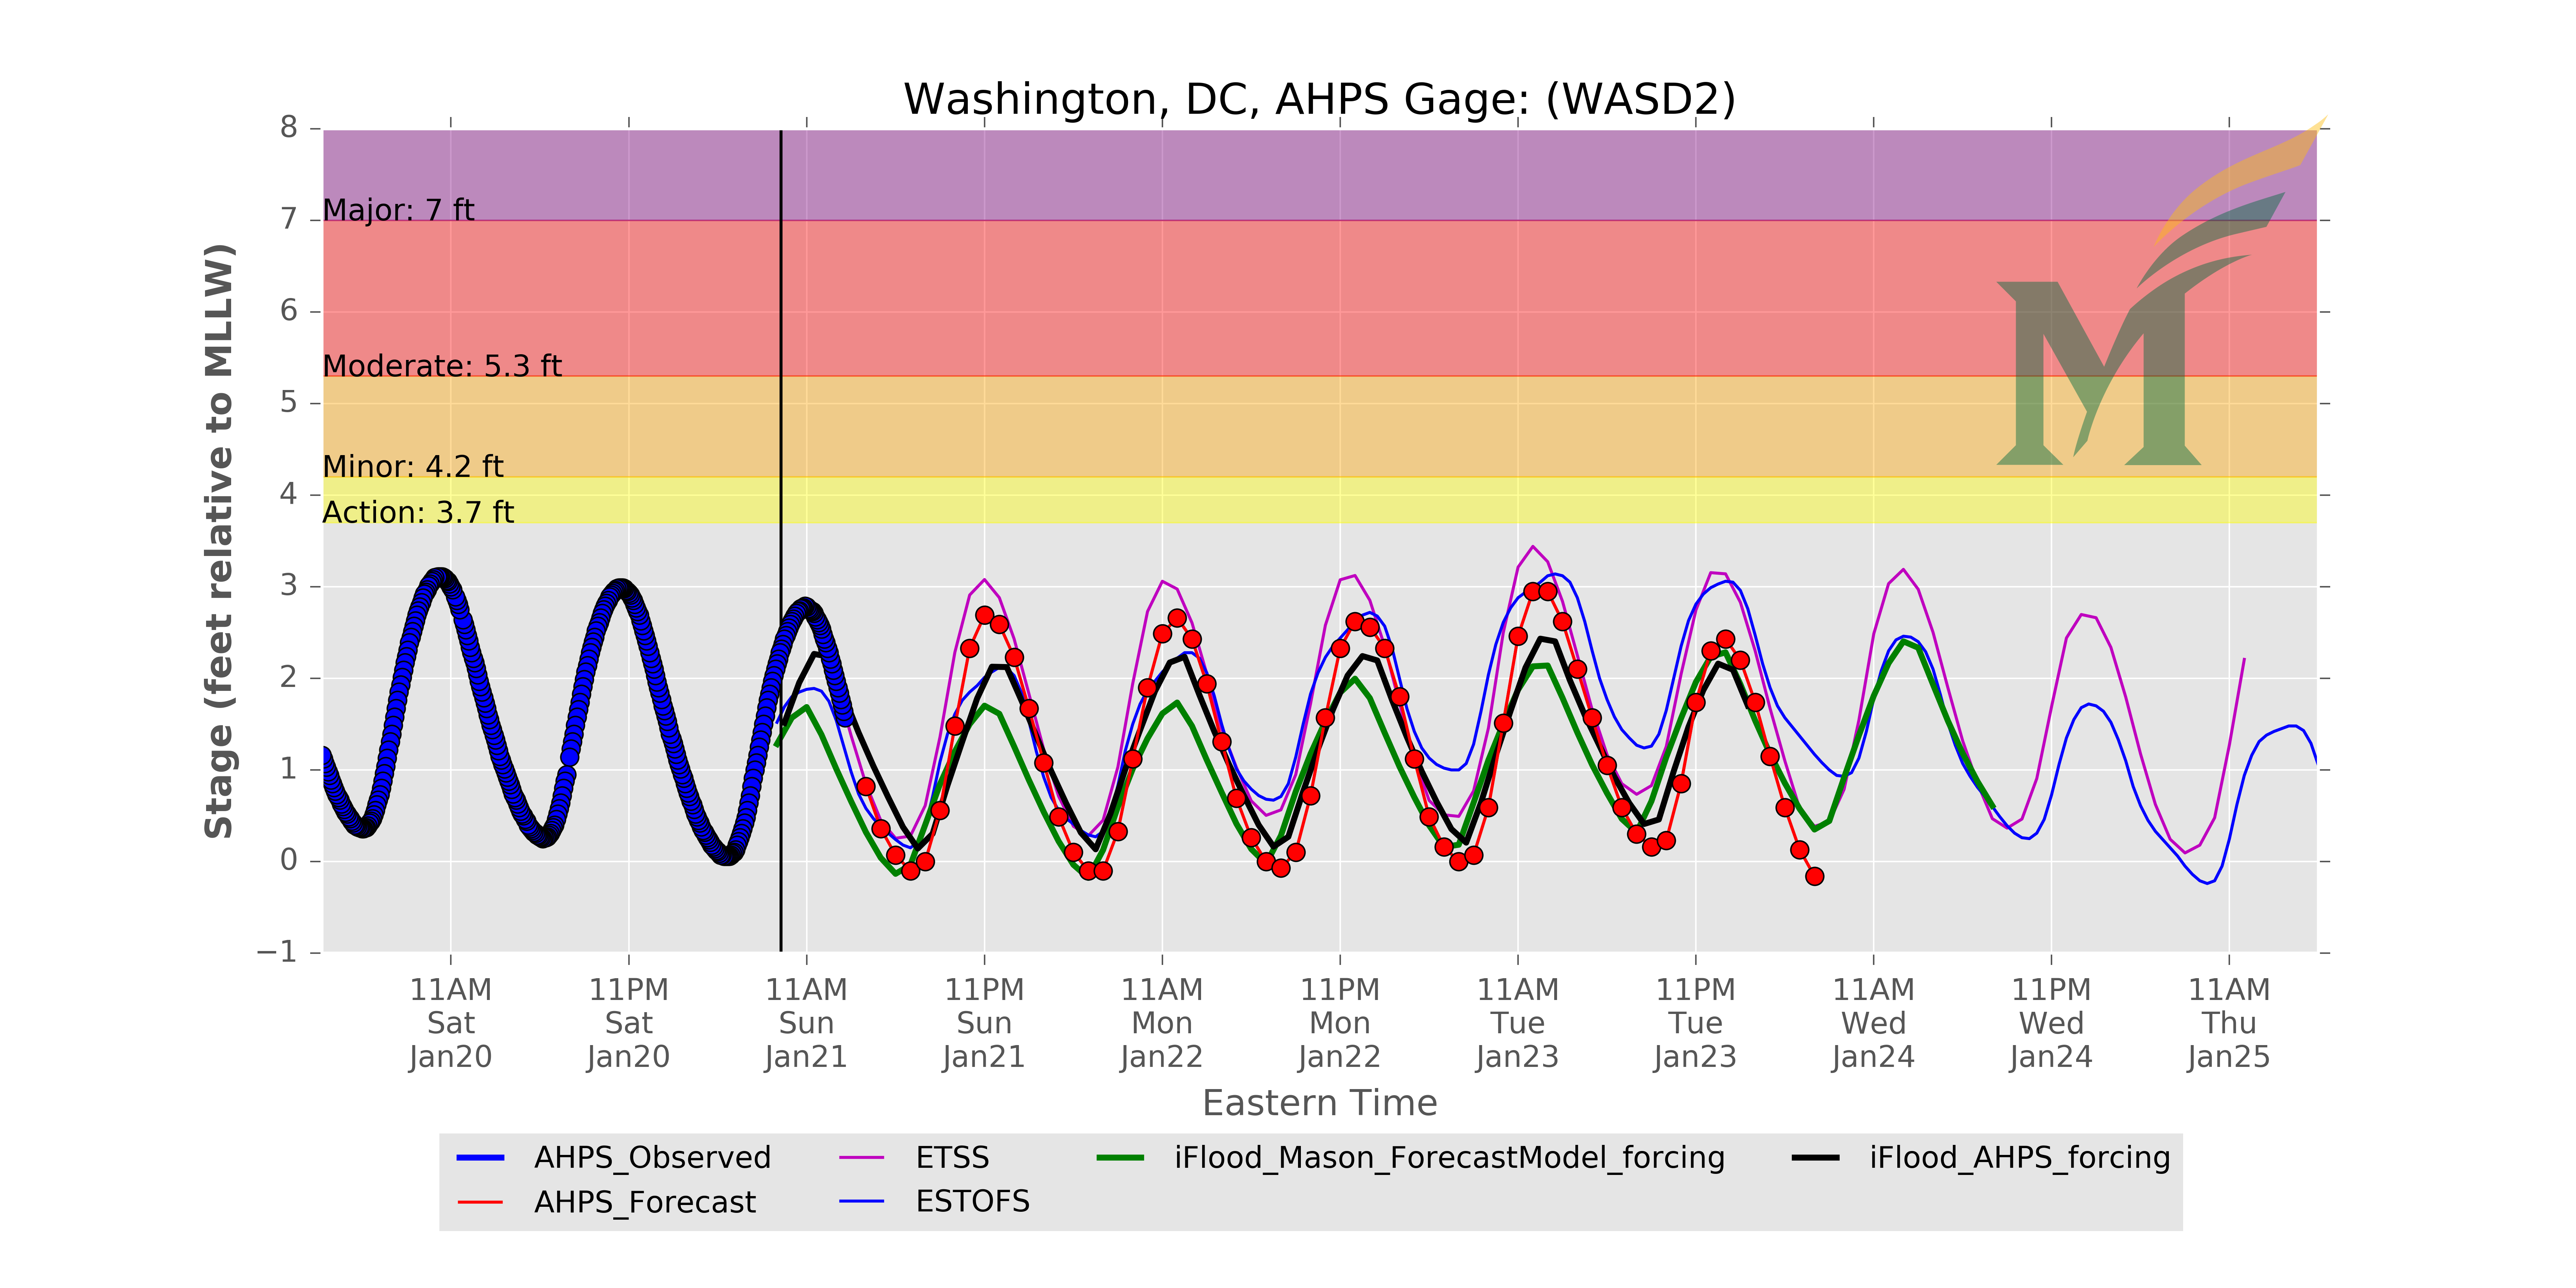 Washington, DC, AHPS Gage: (WASD2)
Stage (feet relative to MLLW)
8
7
6
5
4
3
2
1
0
−1
Major: 7 ft
Moderate: 5.3 ft
Minor: 4.2 ft
Action: 3.7 ft
M
11AM 11PM 11AM 11PM 11AM 11PM 11AM 11PM 11AM 11PM 11AM
Sat Sat Sun Sun Mon Mon Tue Tue Wed Wed Thu
Jan20 Jan20 Jan21 Jan21 Jan22 Jan22 Jan23 Jan23 Jan24 Jan24 Jan25
Eastern Time
AHPS_Observed ETSS iFlood_Mason_ForecastModel_forcing iFlood_AHPS_forcing
AHPS_Forecast ESTOFS